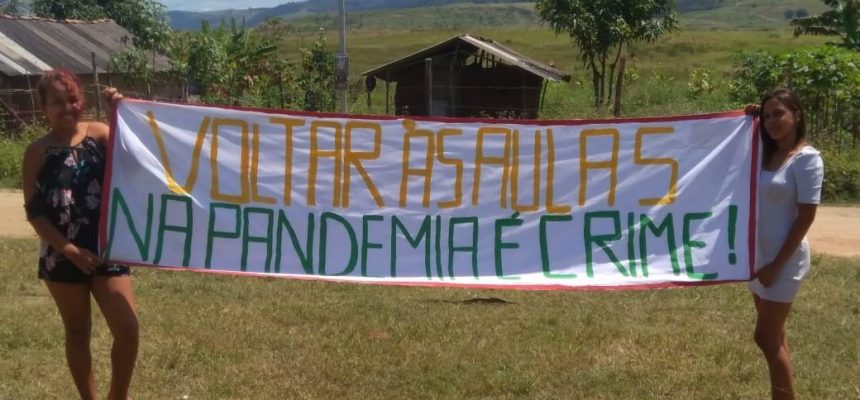 VOLTAR ÀS AULAS
NA PANDEMIA É CRIME!